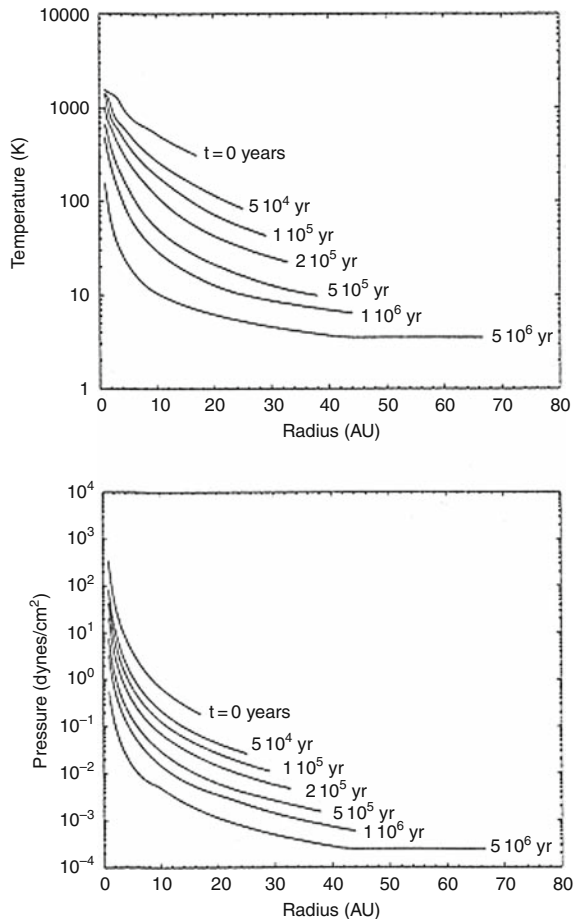 10000
1000
100
10
1
Temperature (K)
t = 0 years
5 10⁴ yr
1 10⁵ yr
2 10⁵ yr
5 10⁵ yr
1 10⁶ yr
5 10⁶ yr
0 10 20 30 40 50 60 70 80
Radius (AU)
10⁴
10³
10²
10¹
10⁰
10⁻¹
10⁻²
10⁻³
10⁻⁴
Pressure (dynes/cm²)
t = 0 years
5 10⁴ yr
1 10⁵ yr
2 10⁵ yr
5 10⁵ yr
1 10⁶ yr
5 10⁶ yr
0 10 20 30 40 50 60 70 80
Radius (AU)